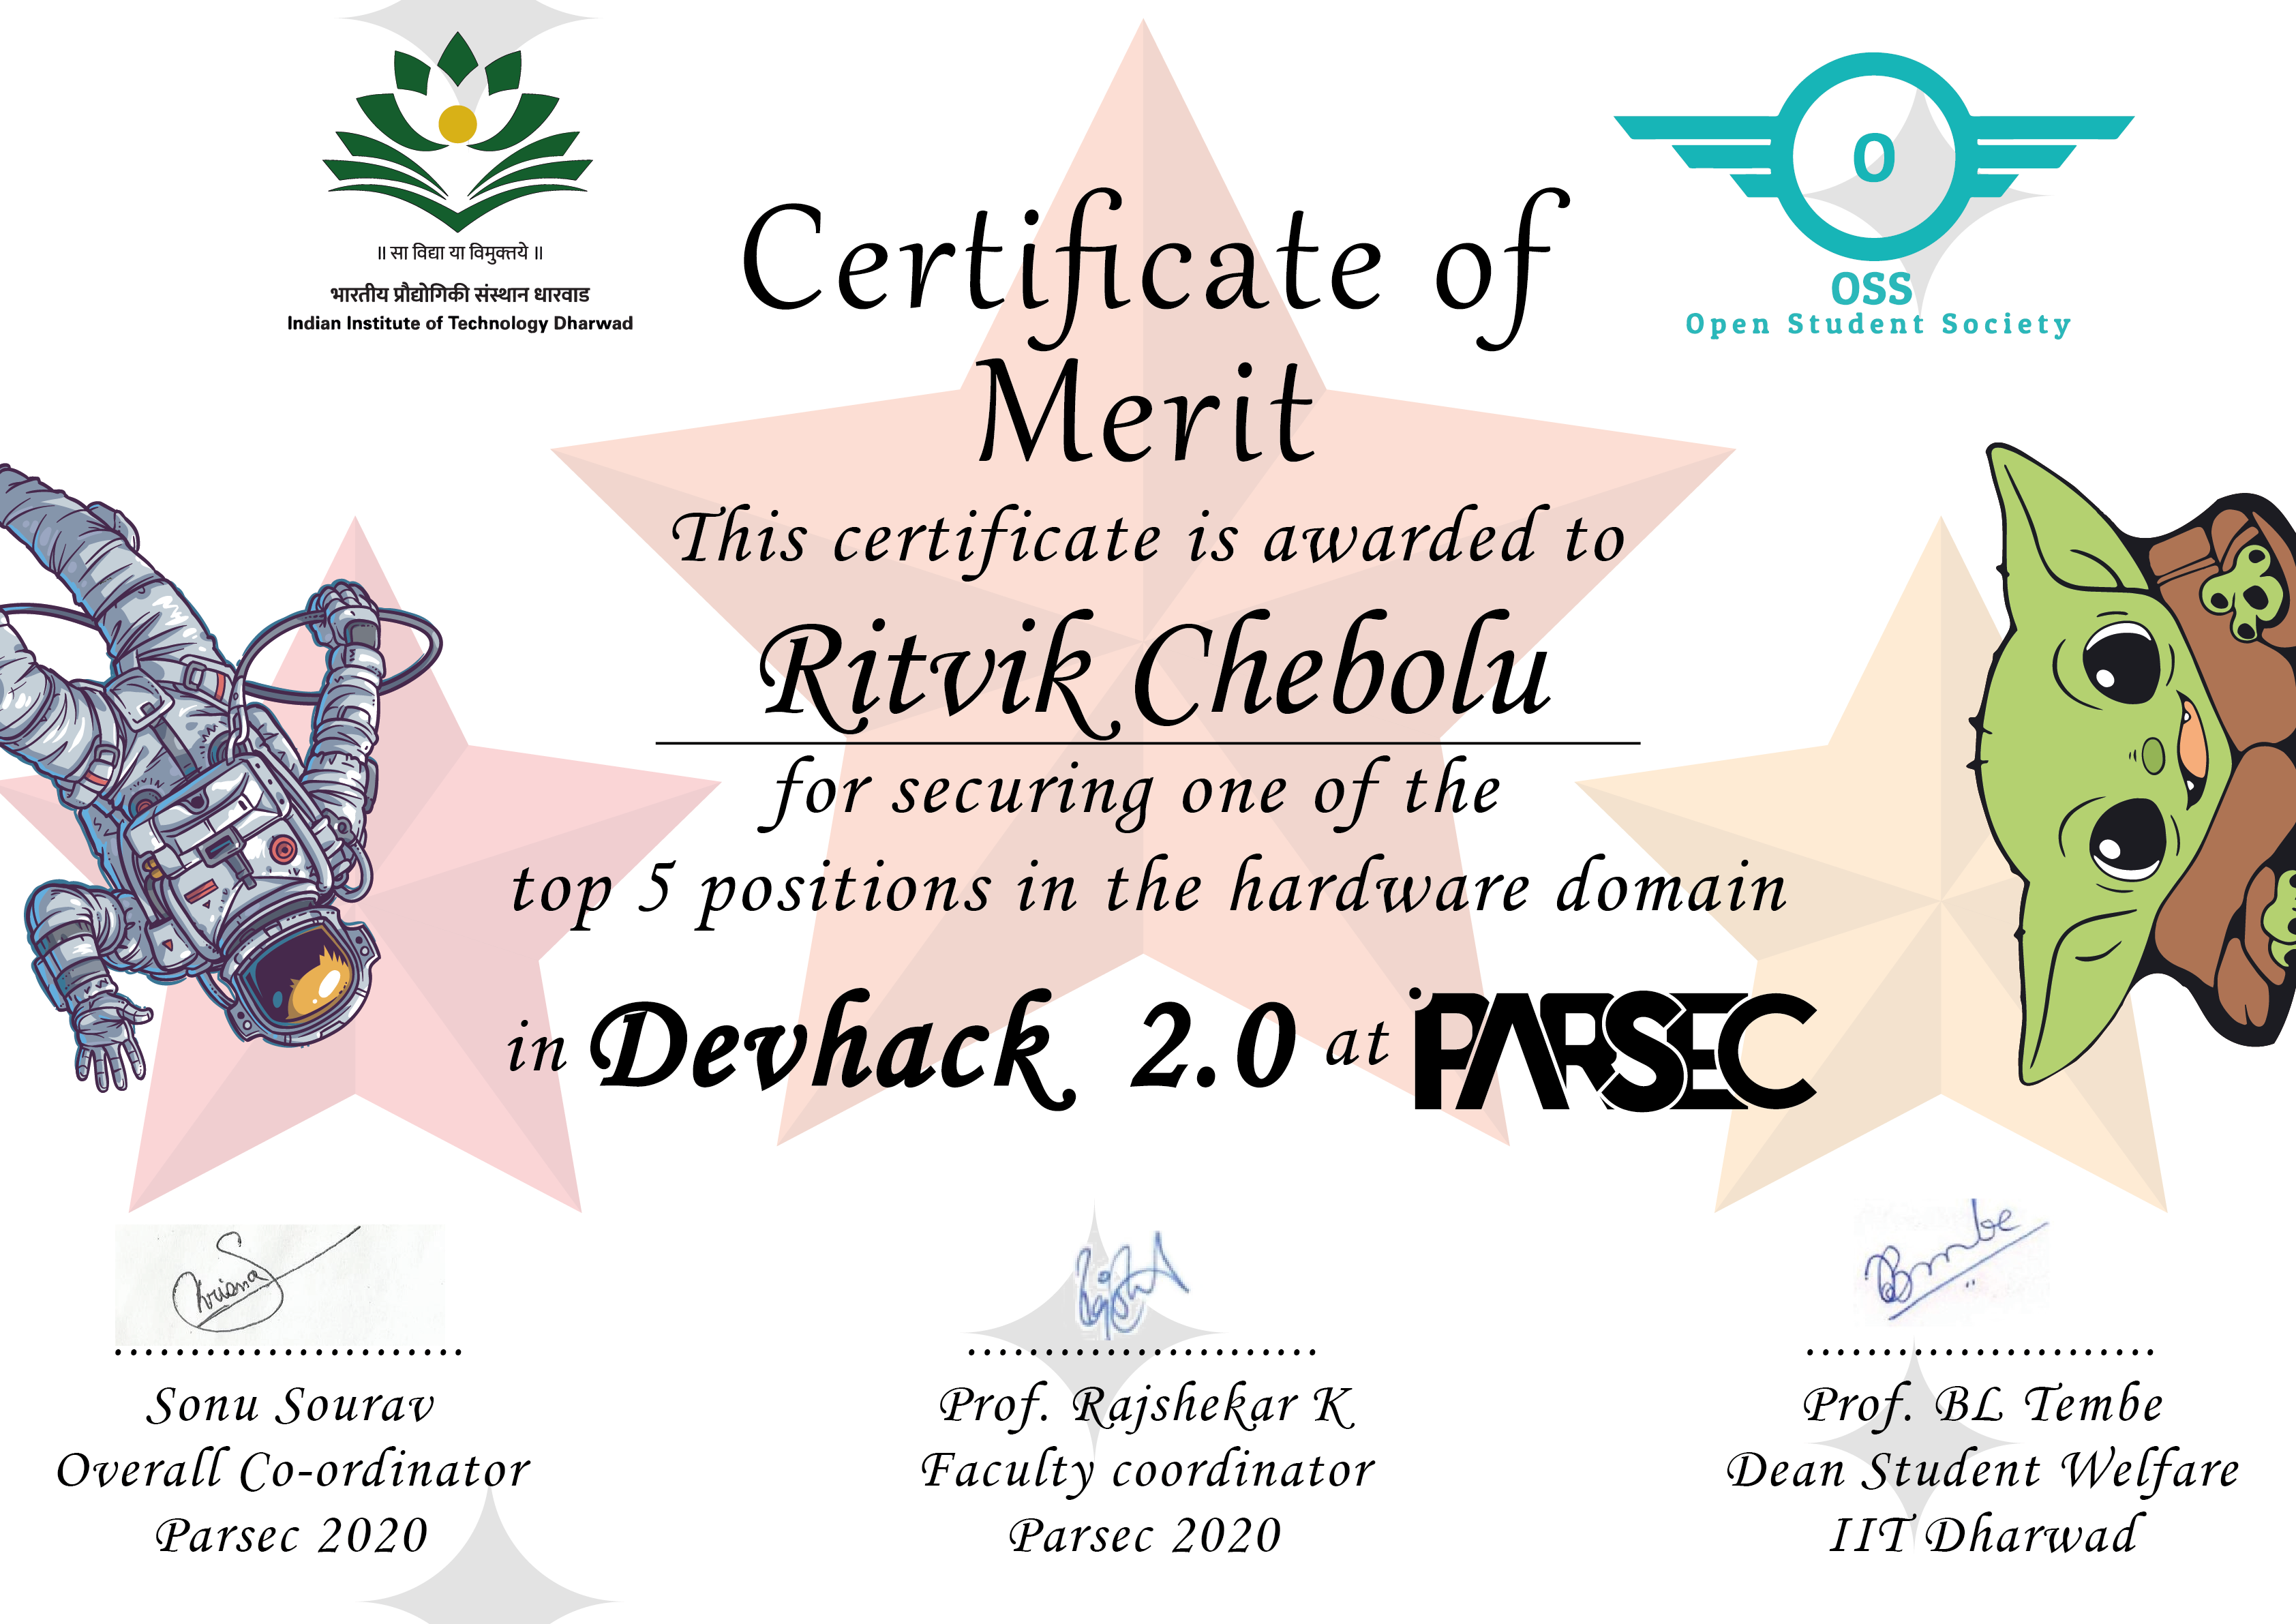 ॥ सा विद्या या विमुक्तये ॥
भारतीय प्रौद्योगिकी संस्थान धारवाड
Indian Institute of Technology Dharwad
O
OSS
Open Student Society
Certificate of
Merit
This certificate is awarded to
Ritvik Chebolu
for securing one of the
top 5 positions in the hardware domain
in Devhack 2.0 at PARSEC
Sonu Sourav
Overall Co-ordinator
Parsec 2020
Prof. Rajshekar K
Faculty coordinator
Parsec 2020
Prof. BL Tembe
Dean Student Welfare
IIT Dharwad